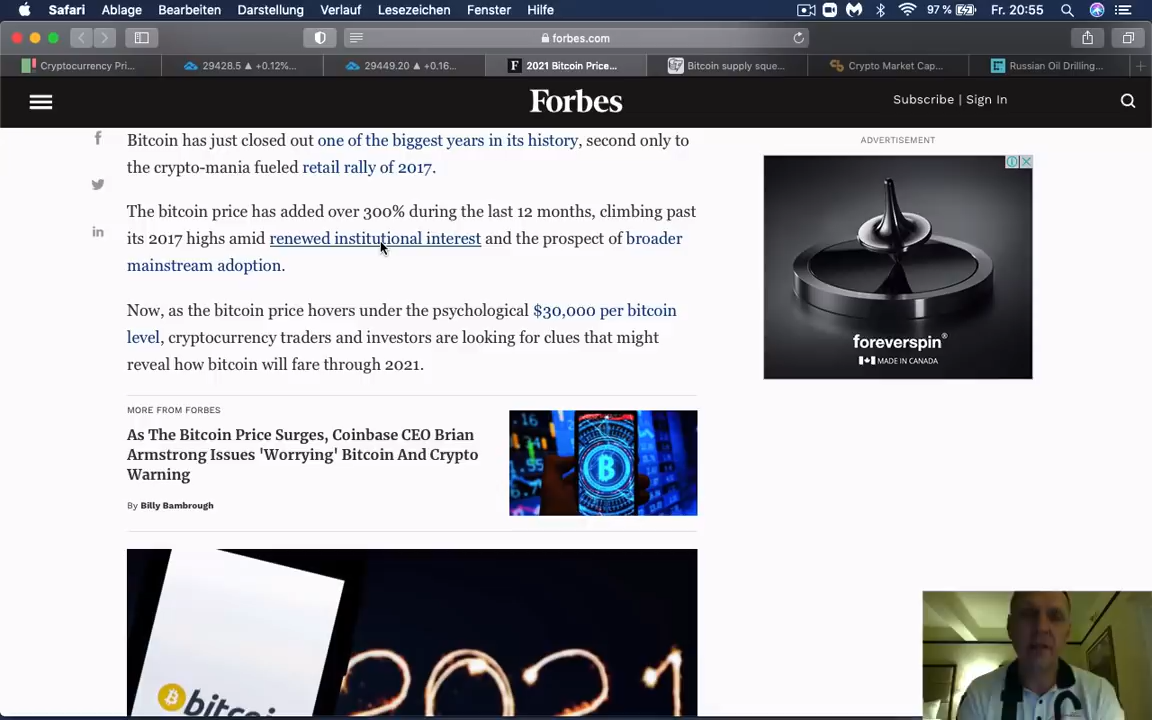 Safari Ablage Bearbeiten Darstellung Verlauf Lesezeichen Fenster Hilfe 97 % Fr. 20:55
forbes.com
Cryptocurrency Pri... 29428.5 ▲ +0.12%... 29449.20 ▲ +0.16... 2021 Bitcoin Price... Bitcoin supply sque... Crypto Market Cap... Russian Oil Drilling...
Forbes
Subscribe | Sign In
Bitcoin has just closed out one of the biggest years in its history, second only to
the crypto-mania fueled retail rally of 2017.
The bitcoin price has added over 300% during the last 12 months, climbing past
its 2017 highs amid renewed institutional interest and the prospect of broader
mainstream adoption.
Now, as the bitcoin price hovers under the psychological $30,000 per bitcoin
level, cryptocurrency traders and investors are looking for clues that might
reveal how bitcoin will fare through 2021.
MORE FROM FORBES
As The Bitcoin Price Surges, Coinbase CEO Brian
Armstrong Issues 'Worrying' Bitcoin And Crypto
Warning
By Billy Bambrough
bitcoi
2021
ADVERTISEMENT
foreverspin®
MADE IN CANADA